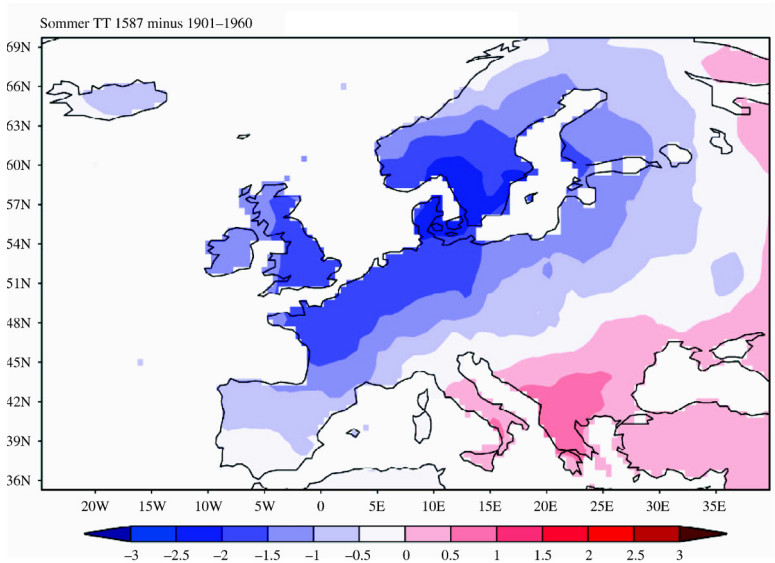 Sommer TT 1587 minus 1901–1960
69N
66N
63N
60N
57N
54N
51N
48N
45N
42N
39N
36N
20W 15W 10W 5W 0 5E 10E 15E 20E 25E 30E 35E
–3 –2.5 –2 –1.5 –1 –0.5 0 0.5 1 1.5 2 2.5 3